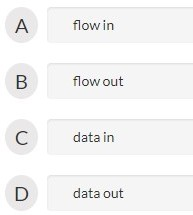 A flow in
B flow out
C data in
D data out